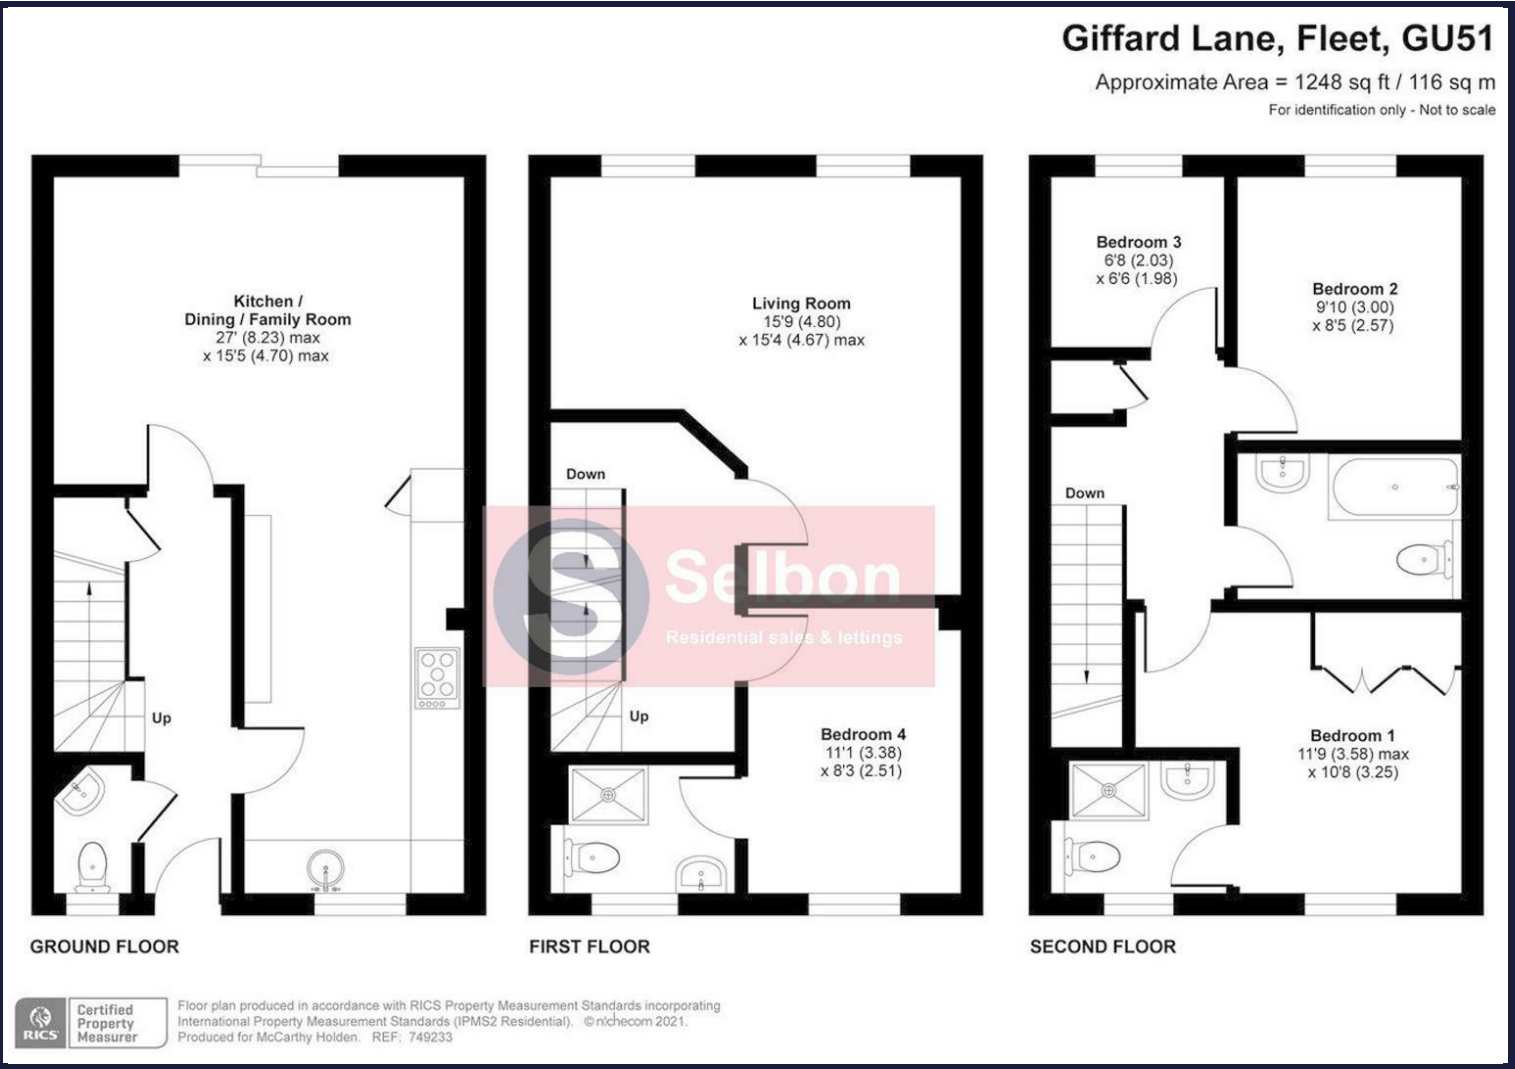 Giffard Lane, Fleet, GU51
Approximate Area = 1248 sq ft / 116 sq m
For identification only - Not to scale
Kitchen /
Dining / Family Room
27' (8.23) max
x 15'5 (4.70) max
Up
GROUND FLOOR
Living Room
15'9 (4.80)
x 15'4 (4.67) max
Down
Up
Bedroom 4
11'1 (3.38)
x 8'3 (2.51)
FIRST FLOOR
Bedroom 3
6'8 (2.03)
x 6'6 (1.98)
Bedroom 2
9'10 (3.00)
x 8'5 (2.57)
Down
Bedroom 1
11'9 (3.58) max
x 10'8 (3.25)
SECOND FLOOR
S
Selbon
Residential sales & lettings
RICS
Certified
Property
Measurer
Floor plan produced in accordance with RICS Property Measurement Standards incorporating
International Property Measurement Standards (IPMS2 Residential). © nichecom 2021.
Produced for McCarthy Holden. REF: 749233